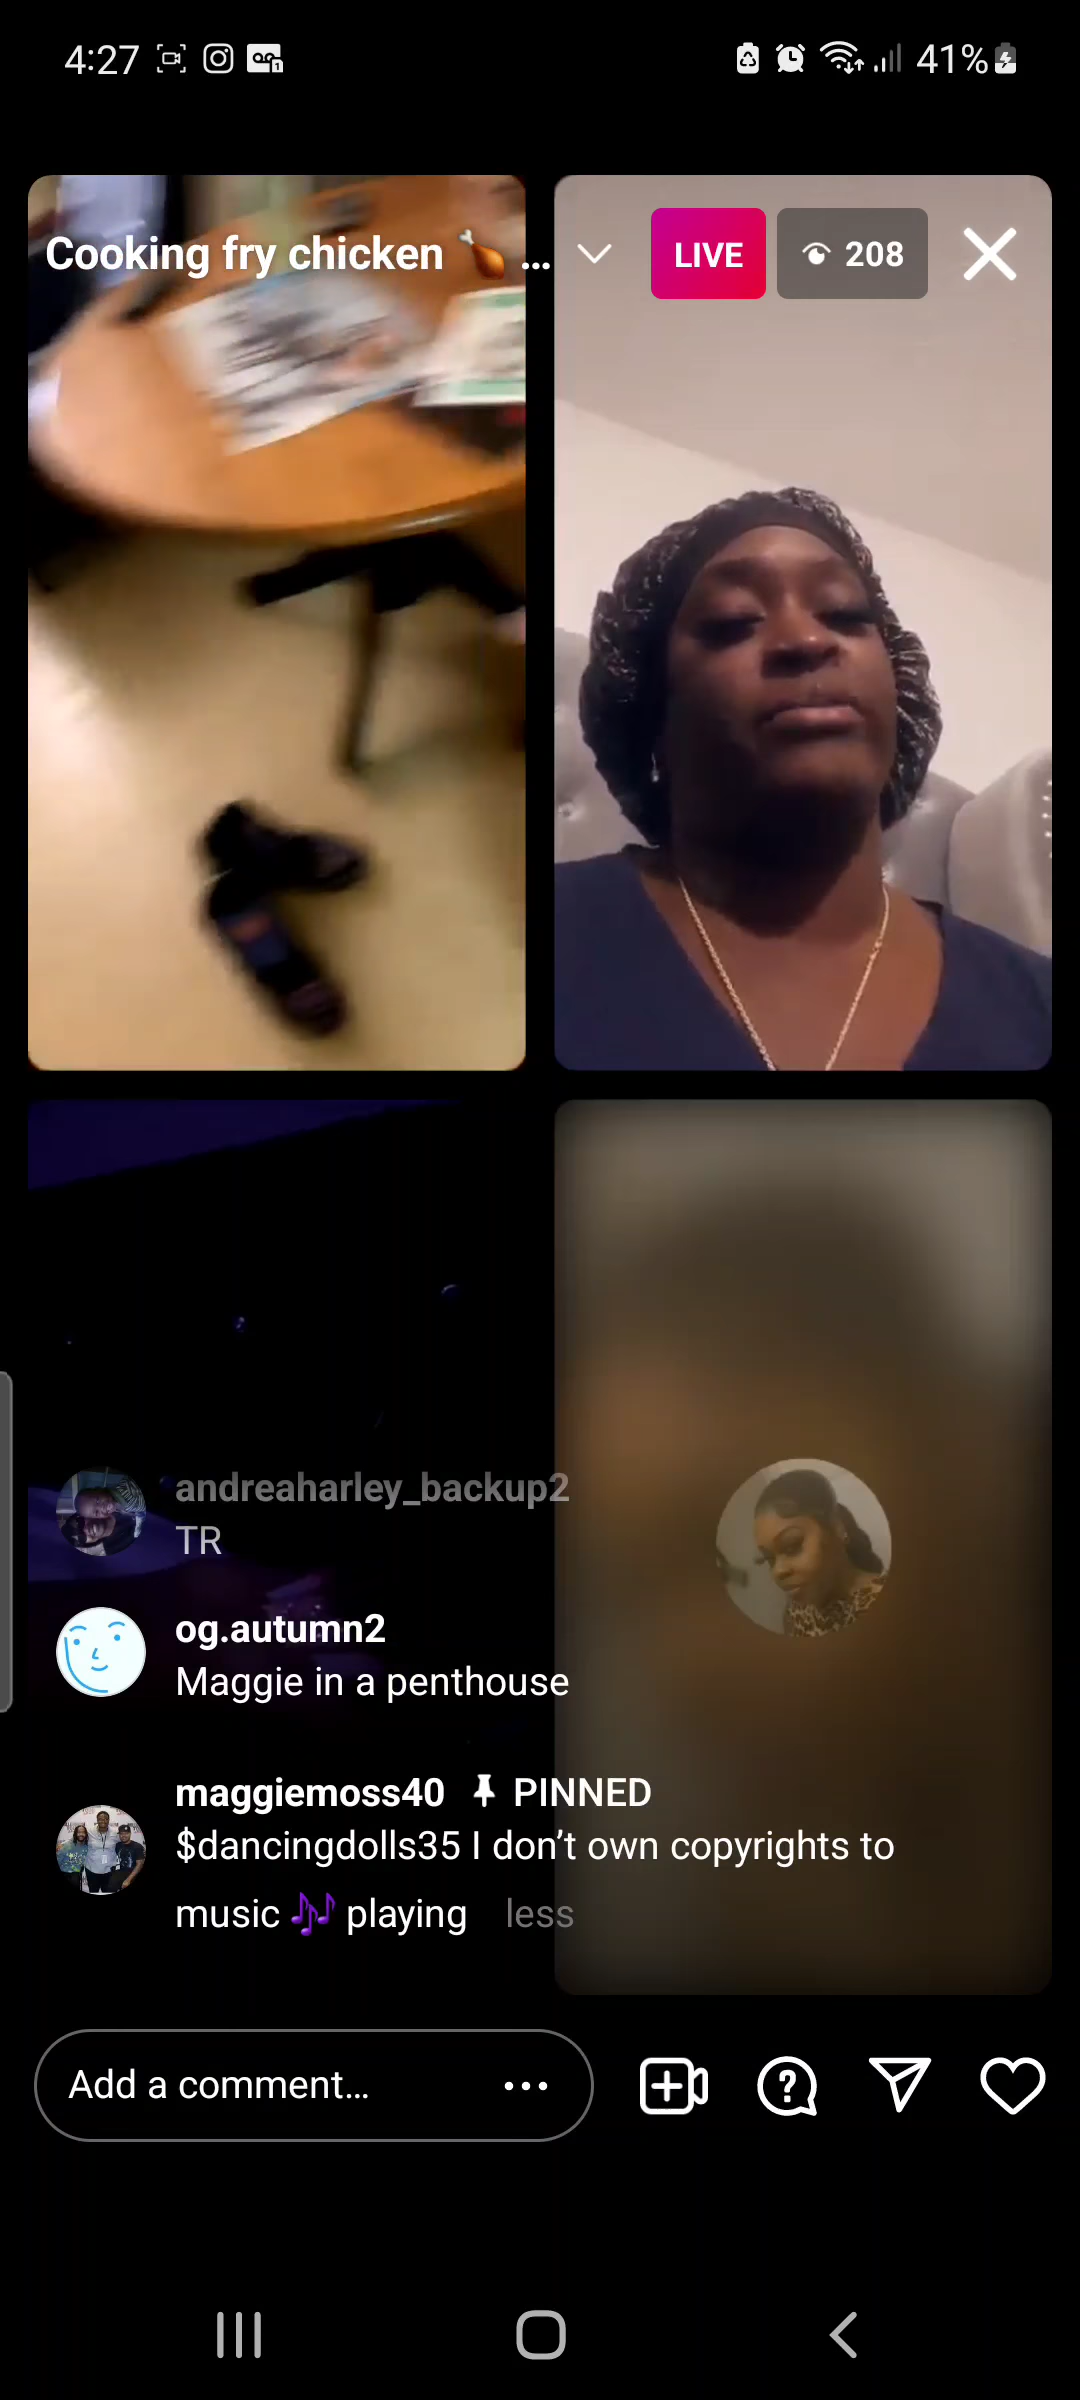 4:27
41%
Cooking fry chicken 🍗 ...
LIVE
208
andreaharley_backup2
TR
og.autumn2
Maggie in a penthouse
maggiemoss40 📌 PINNED
$dancingdolls35 I don't own copyrights to
music 🎶 playing less
Add a comment...